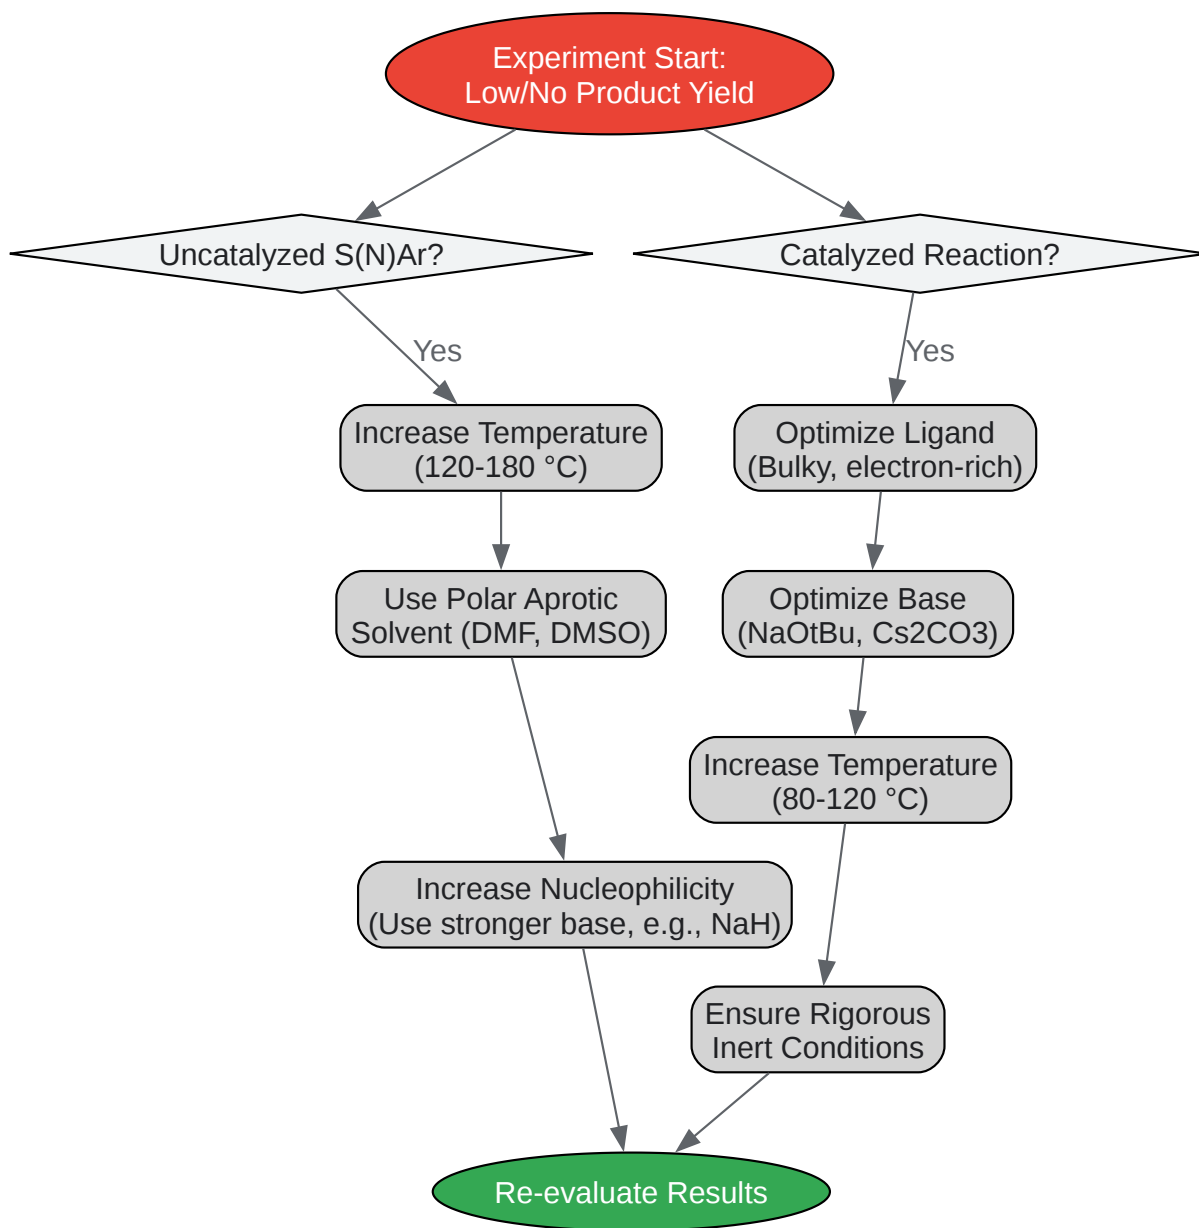 Experiment Start:
Low/No Product Yield
Uncatalyzed S(N)Ar?
Catalyzed Reaction?
Yes
Yes
Increase Temperature
(120-180 °C)
Optimize Ligand
(Bulky, electron-rich)
Use Polar Aprotic
Solvent (DMF, DMSO)
Optimize Base
(NaOtBu, Cs2CO3)
Increase Temperature
(80-120 °C)
Increase Nucleophilicity
(Use stronger base, e.g., NaH)
Ensure Rigorous
Inert Conditions
Re-evaluate Results